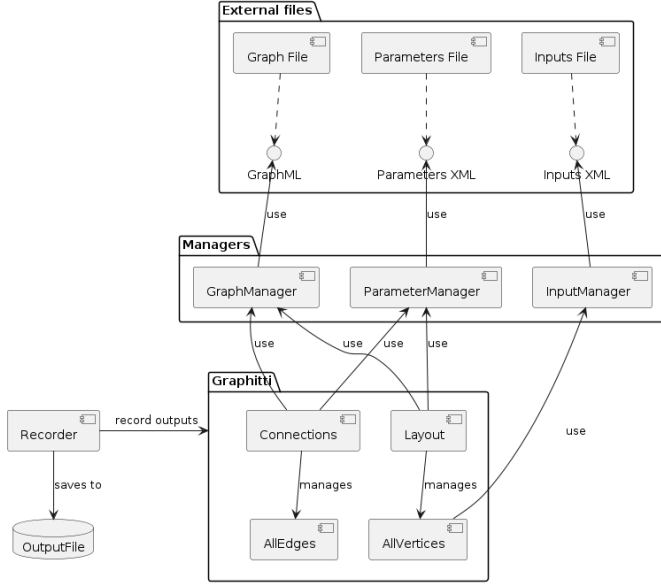 External files
Graph File
Parameters File
Inputs File
GraphML
Parameters XML
Inputs XML
use
use
use
Managers
GraphManager
ParameterManager
InputManager
use
use
use
use
Graphitti
Recorder
record outputs
Connections
Layout
saves to
manages
manages
use
OutputFile
AllEdges
AllVertices